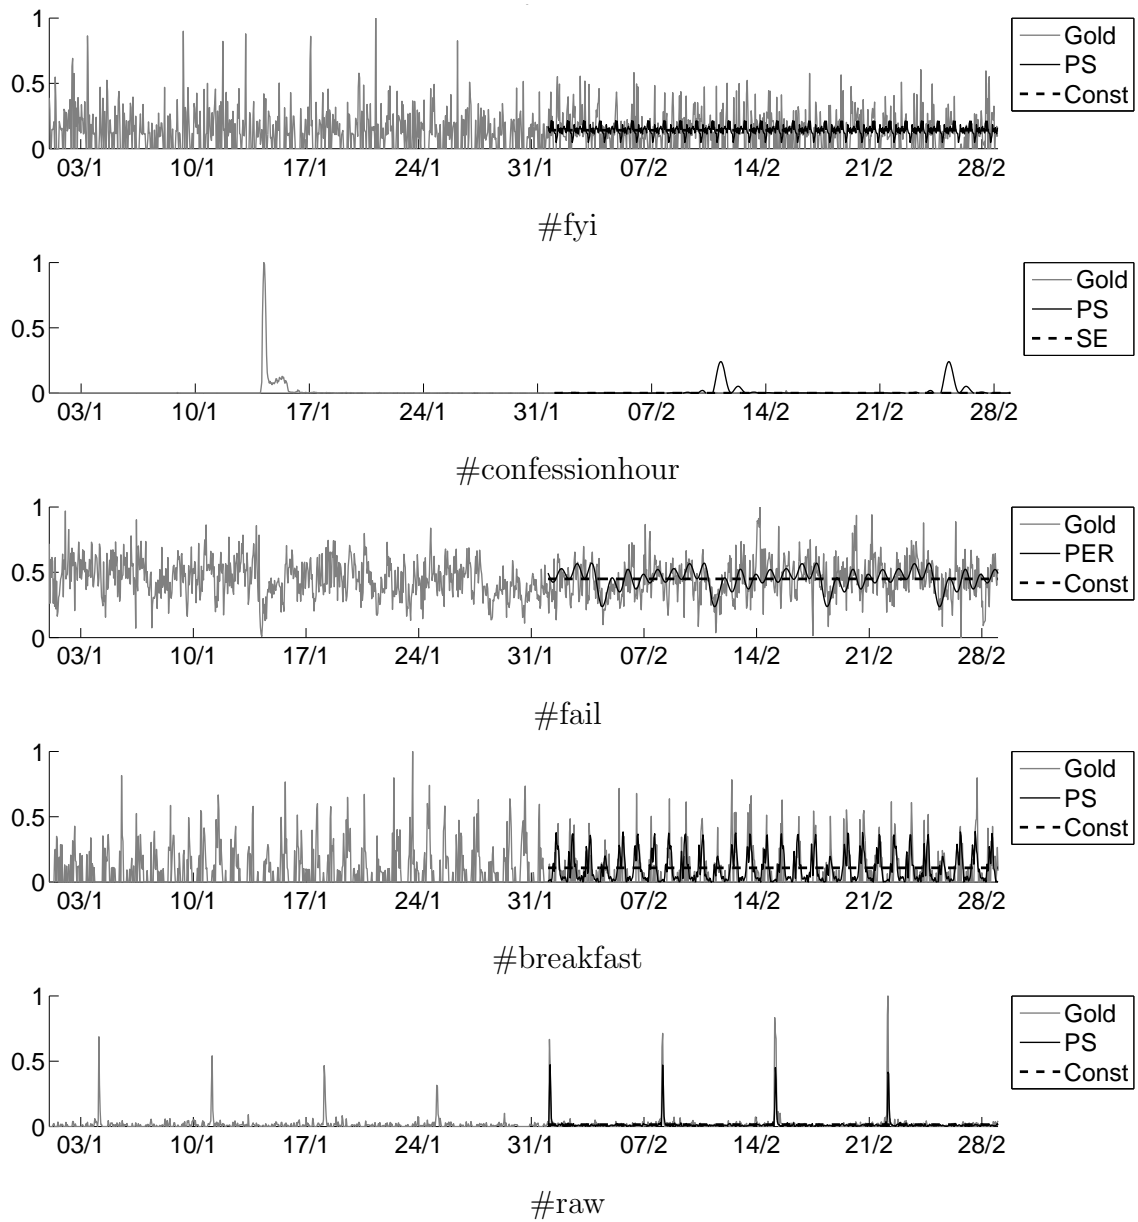 1
0.5
0
03/1 10/1 17/1 24/1 31/1 07/2 14/2 21/2 28/2
Gold
PS
Const
#fyi
1
0.5
0
03/1 10/1 17/1 24/1 31/1 07/2 14/2 21/2 28/2
Gold
PS
SE
#confessionhour
1
0.5
0
03/1 10/1 17/1 24/1 31/1 07/2 14/2 21/2 28/2
Gold
PER
Const
#fail
1
0.5
0
03/1 10/1 17/1 24/1 31/1 07/2 14/2 21/2 28/2
Gold
PS
Const
#breakfast
1
0.5
0
03/1 10/1 17/1 24/1 31/1 07/2 14/2 21/2 28/2
Gold
PS
Const
#raw